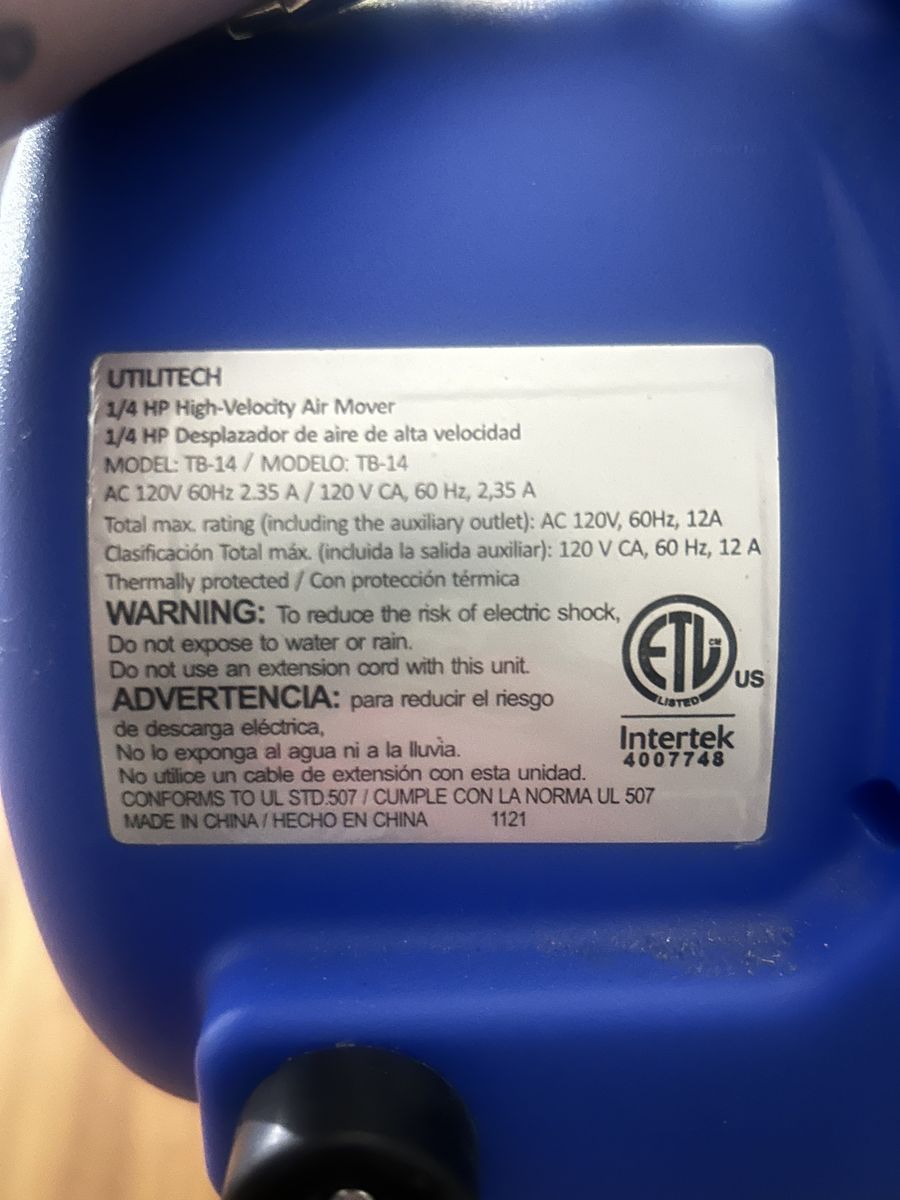 UTILITECH
1/4 HP High-Velocity Air Mover
1/4 HP Desplazador de aire de alta velocidad
MODEL: TB-14 / MODELO: TB-14
AC 120V 60Hz 2.35 A / 120 V CA, 60 Hz, 2,35 A
Total max. rating (including the auxiliary outlet): AC 120V, 60Hz, 12A
Clasificación Total máx. (incluida la salida auxiliar): 120 V CA, 60 Hz, 12 A
Thermally protected / Con protección térmica
WARNING: To reduce the risk of electric shock,
Do not expose to water or rain.
Do not use an extension cord with this unit.
ADVERTENCIA: para reducir el riesgo
de descarga eléctrica,
No lo exponga al agua ni a la lluvia.
No utilice un cable de extensión con esta unidad.
CONFORMS TO UL STD.507 / CUMPLE CON LA NORMA UL 507
MADE IN CHINA / HECHO EN CHINA 1121
ETL CM
LISTED
US
Intertek
4007748